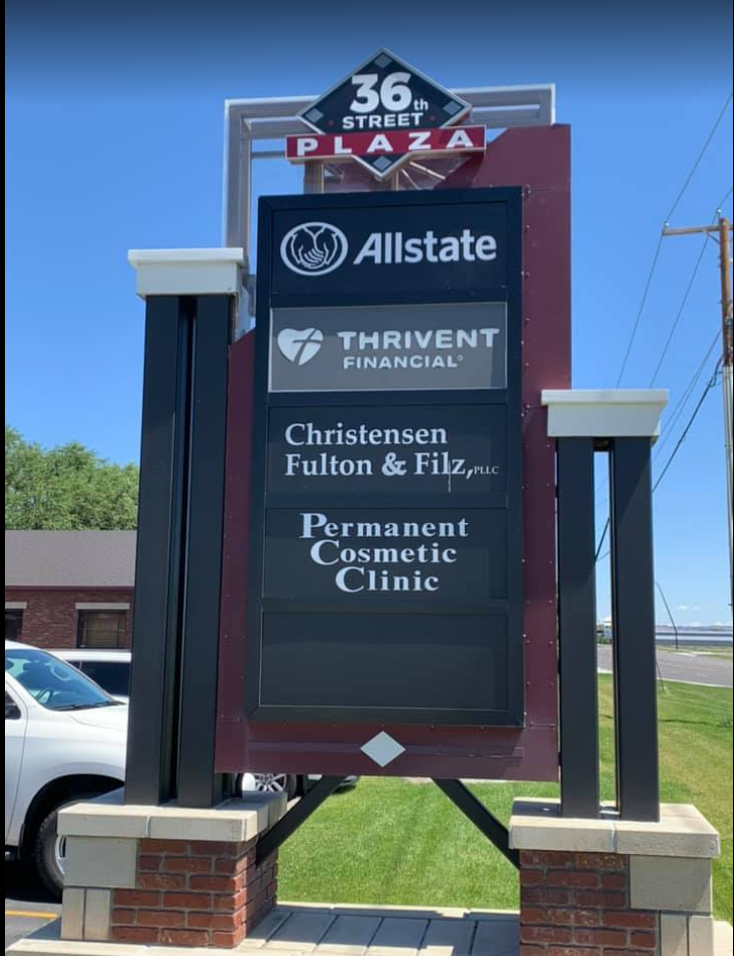 36th
STREET
PLAZA
Allstate
THRIVENT
FINANCIAL®
Christensen
Fulton & Filz, PLLC
Permanent
Cosmetic
Clinic